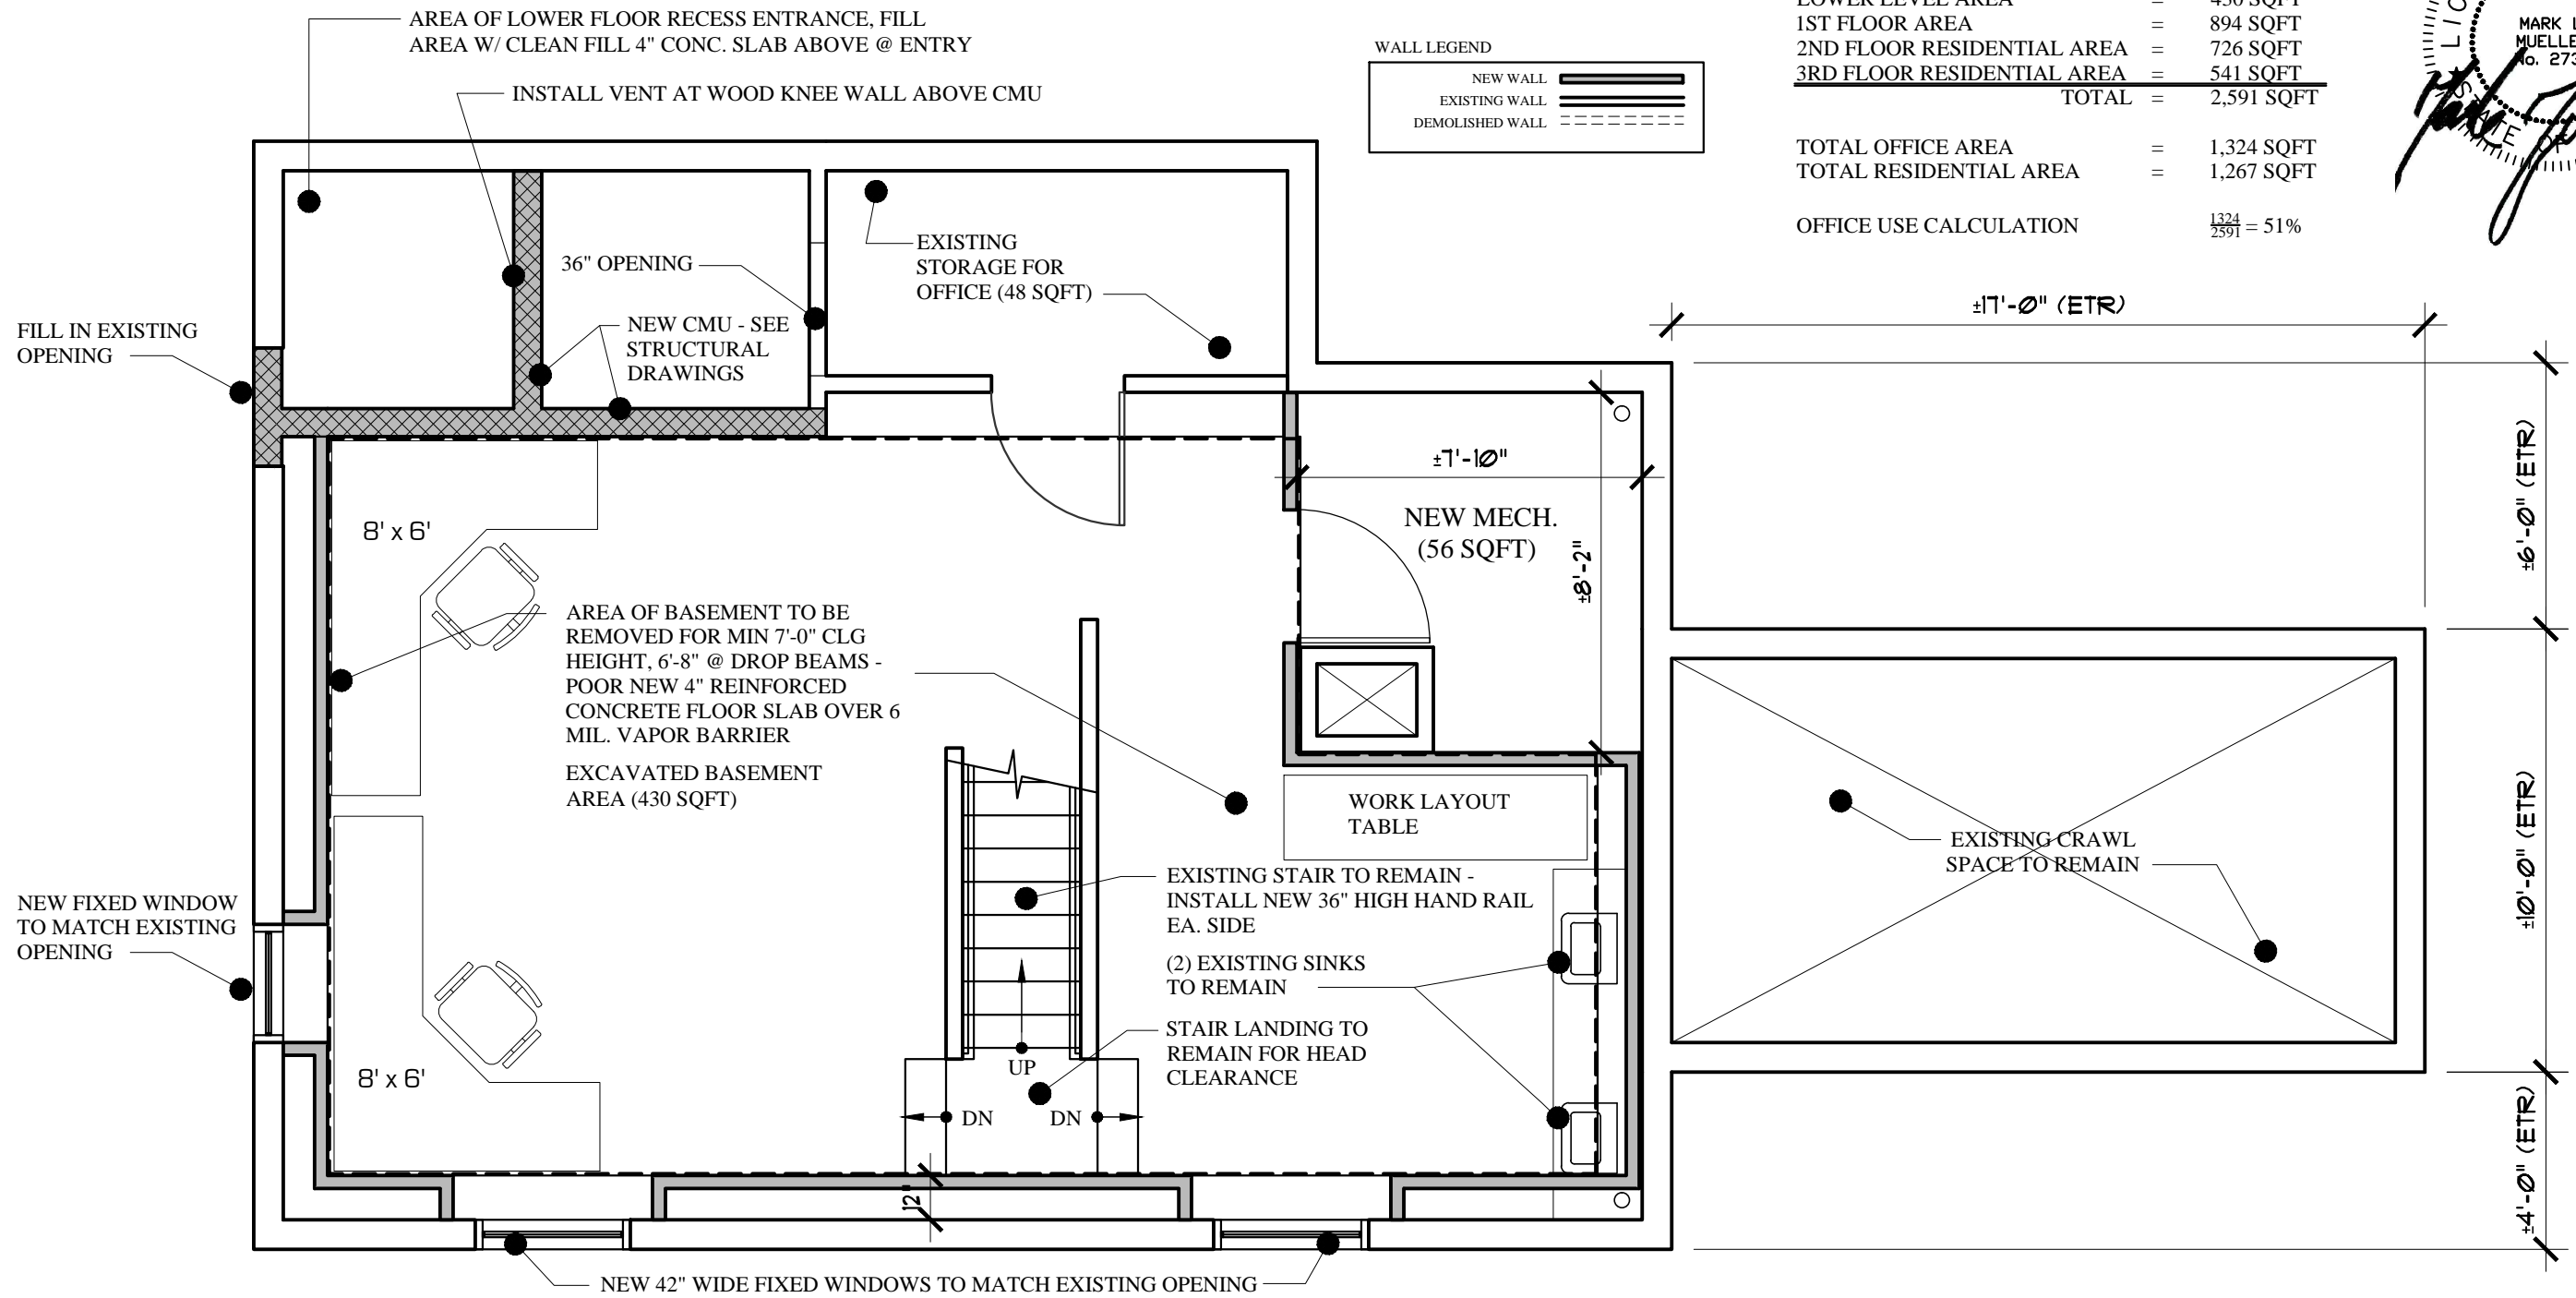 AREA OF LOWER FLOOR RECESS ENTRANCE, FILL
AREA W/ CLEAN FILL 4" CONC. SLAB ABOVE @ ENTRY
INSTALL VENT AT WOOD KNEE WALL ABOVE CMU
WALL LEGEND
NEW WALL
EXISTING WALL
DEMOLISHED WALL
LOWER LEVEL AREA = 430 SQFT
1ST FLOOR AREA = 894 SQFT
2ND FLOOR RESIDENTIAL AREA = 726 SQFT
3RD FLOOR RESIDENTIAL AREA = 541 SQFT
TOTAL = 2,591 SQFT
TOTAL OFFICE AREA = 1,324 SQFT
TOTAL RESIDENTIAL AREA = 1,267 SQFT
OFFICE USE CALCULATION 1324/2591 = 51%
MARK
No. 273
STATE OF
36" OPENING
EXISTING
STORAGE FOR
OFFICE (48 SQFT)
NEW CMU - SEE
STRUCTURAL
DRAWINGS
FILL IN EXISTING
OPENING
±17'-0" (ETR)
±6'-0" (ETR)
±7'-10"
NEW MECH.
(56 SQFT)
±8'-2"
8' x 6'
AREA OF BASEMENT TO BE
REMOVED FOR MIN 7'-0" CLG
HEIGHT, 6'-8" @ DROP BEAMS -
POOR NEW 4" REINFORCED
CONCRETE FLOOR SLAB OVER 6
MIL. VAPOR BARRIER
EXCAVATED BASEMENT
AREA (430 SQFT)
WORK LAYOUT
TABLE
EXISTING CRAWL
SPACE TO REMAIN
±10'-0" (ETR)
EXISTING STAIR TO REMAIN -
INSTALL NEW 36" HIGH HAND RAIL
EA. SIDE
NEW FIXED WINDOW
TO MATCH EXISTING
OPENING
(2) EXISTING SINKS
TO REMAIN
STAIR LANDING TO
REMAIN FOR HEAD
CLEARANCE
UP
8' x 6'
DN
DN
±4'-0" (ETR)
12"
NEW 42" WIDE FIXED WINDOWS TO MATCH EXISTING OPENING